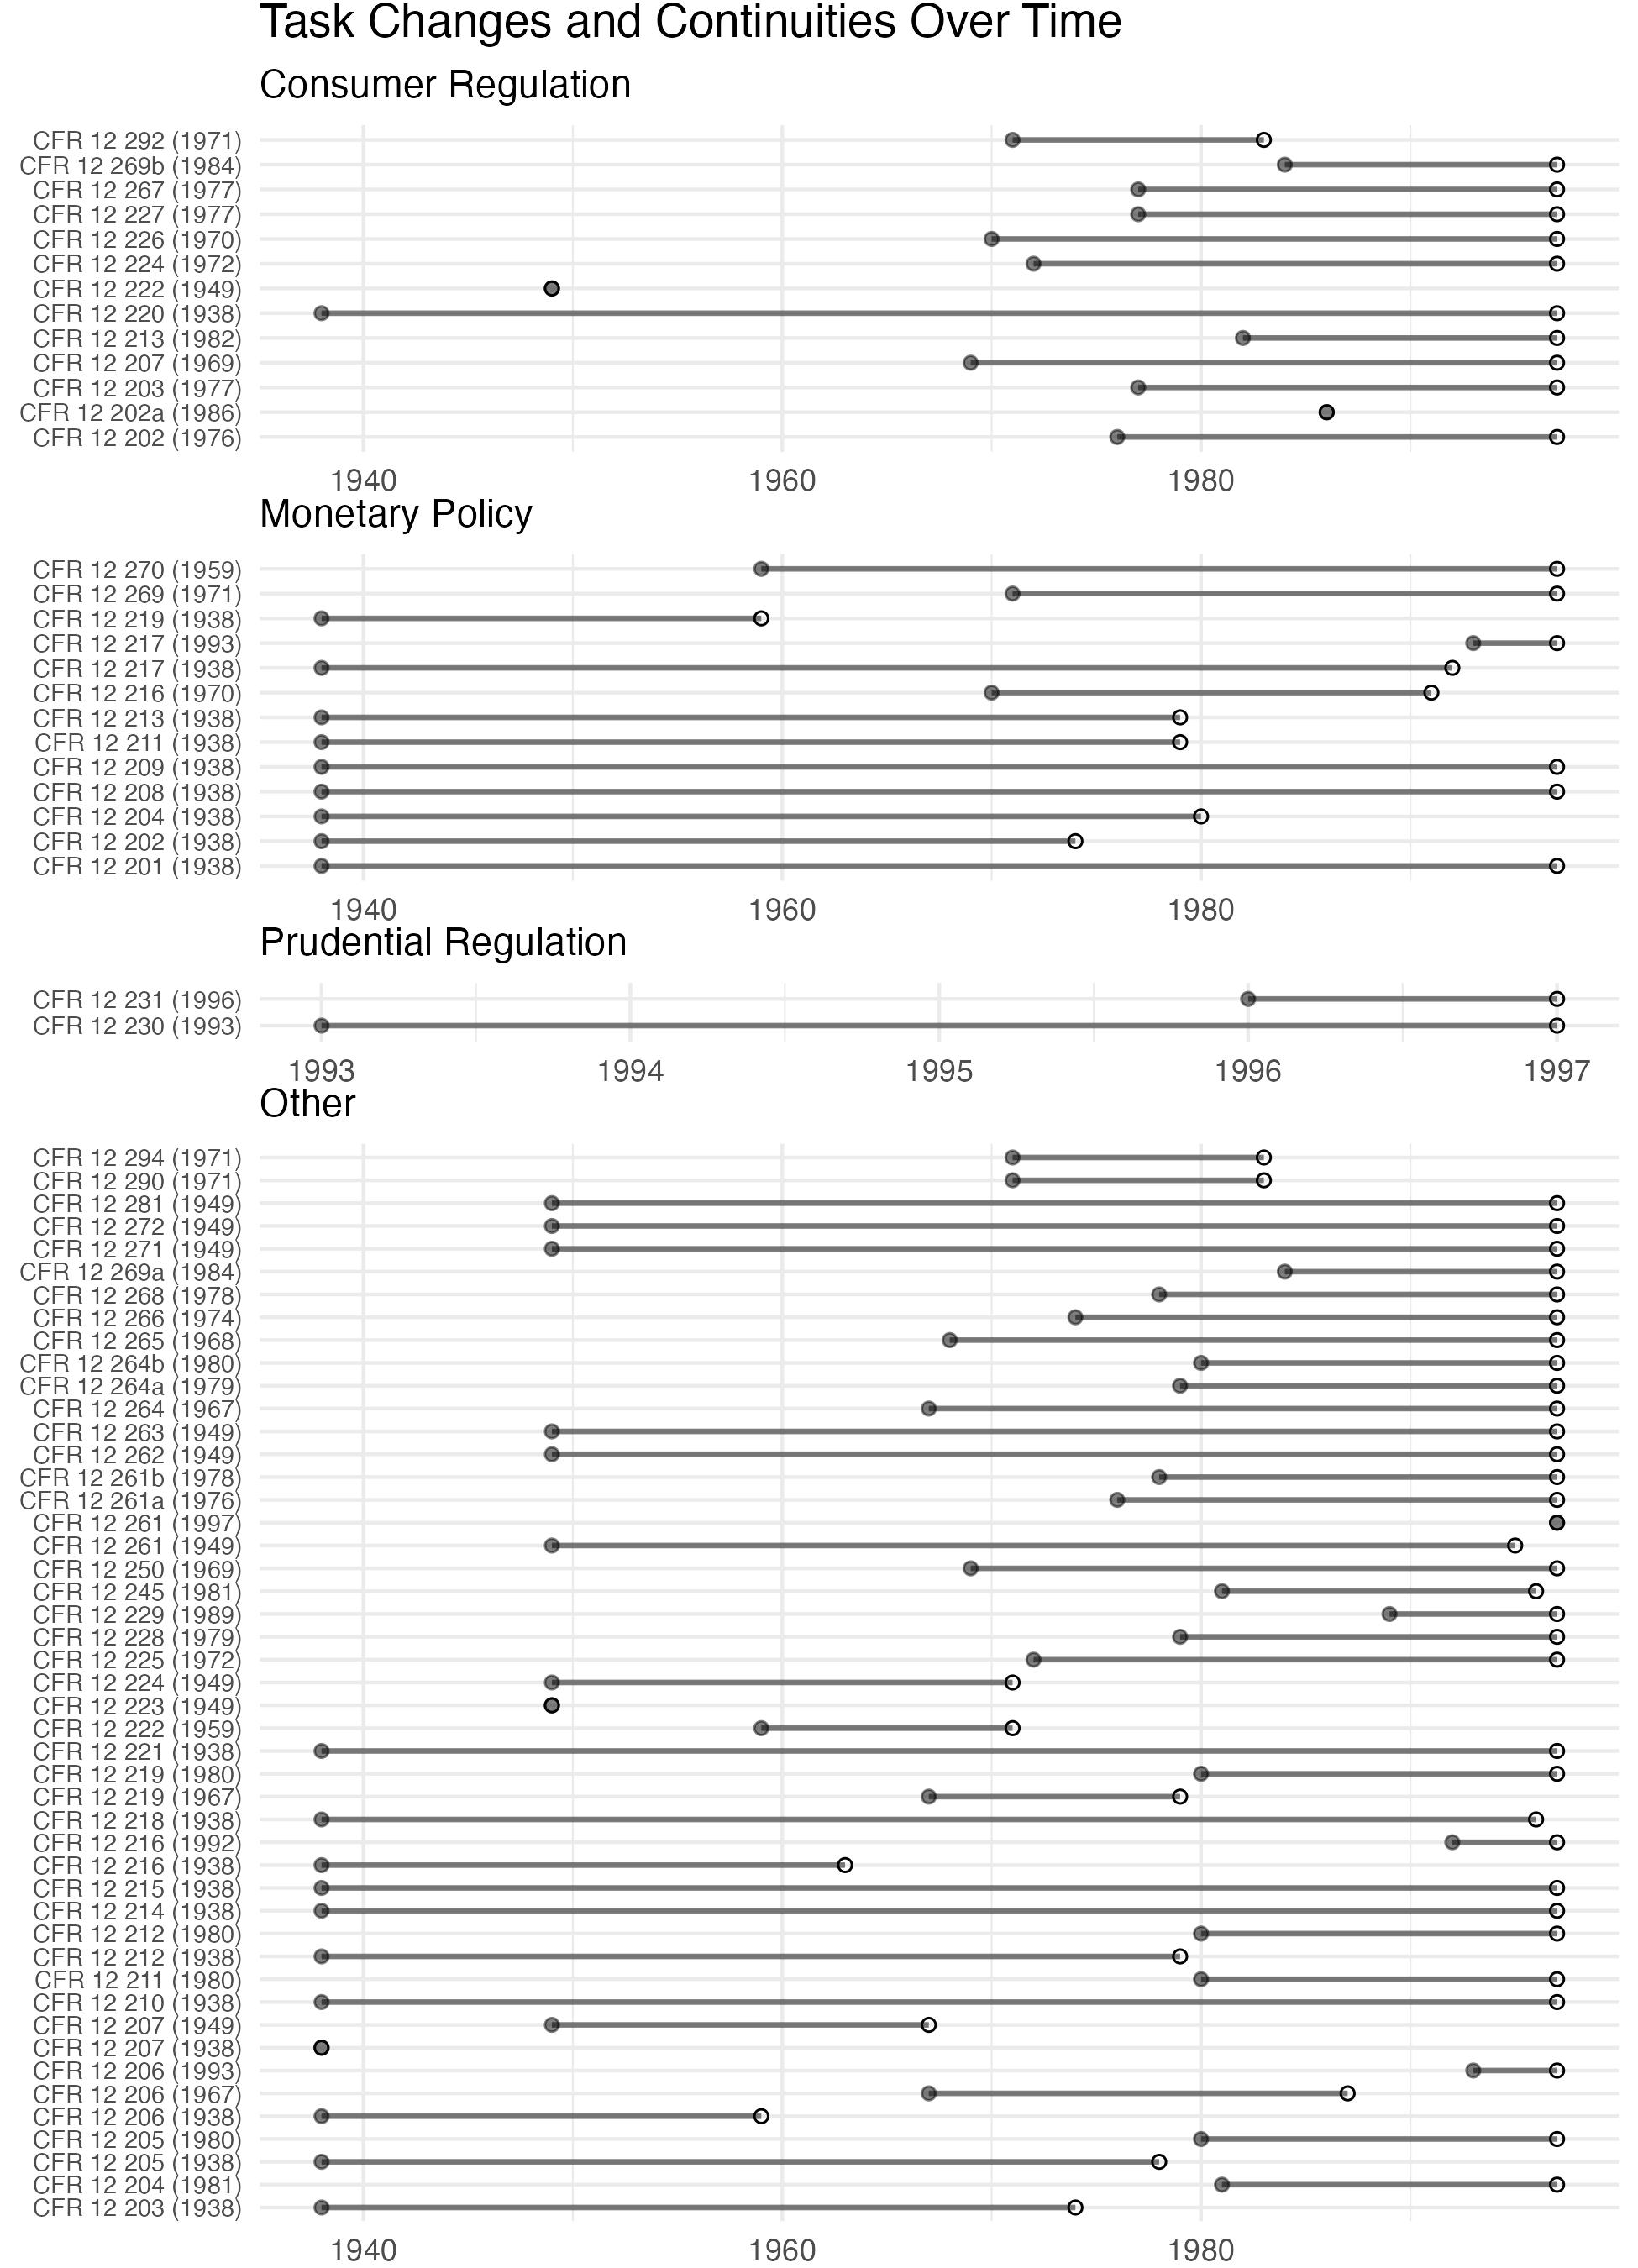 Task Changes and Continuities Over Time
Consumer Regulation
CFR 12 292 (1971)
CFR 12 269b (1984)
CFR 12 267 (1977)
CFR 12 227 (1977)
CFR 12 226 (1970)
CFR 12 224 (1972)
CFR 12 222 (1949)
CFR 12 220 (1938)
CFR 12 213 (1982)
CFR 12 207 (1969)
CFR 12 203 (1977)
CFR 12 202a (1986)
CFR 12 202 (1976)
1940 1960 1980
Monetary Policy
CFR 12 270 (1959)
CFR 12 269 (1971)
CFR 12 219 (1938)
CFR 12 217 (1993)
CFR 12 217 (1938)
CFR 12 216 (1970)
CFR 12 213 (1938)
CFR 12 211 (1938)
CFR 12 209 (1938)
CFR 12 208 (1938)
CFR 12 204 (1938)
CFR 12 202 (1938)
CFR 12 201 (1938)
1940 1960 1980
Prudential Regulation
CFR 12 231 (1996)
CFR 12 230 (1993)
1993 1994 1995 1996 1997
Other
CFR 12 294 (1971)
CFR 12 290 (1971)
CFR 12 281 (1949)
CFR 12 272 (1949)
CFR 12 271 (1949)
CFR 12 269a (1984)
CFR 12 268 (1978)
CFR 12 266 (1974)
CFR 12 265 (1968)
CFR 12 264b (1980)
CFR 12 264a (1979)
CFR 12 264 (1967)
CFR 12 263 (1949)
CFR 12 262 (1949)
CFR 12 261b (1978)
CFR 12 261a (1976)
CFR 12 261 (1997)
CFR 12 261 (1949)
CFR 12 250 (1969)
CFR 12 245 (1981)
CFR 12 229 (1989)
CFR 12 228 (1979)
CFR 12 225 (1972)
CFR 12 224 (1949)
CFR 12 223 (1949)
CFR 12 222 (1959)
CFR 12 221 (1938)
CFR 12 219 (1980)
CFR 12 219 (1967)
CFR 12 218 (1938)
CFR 12 216 (1992)
CFR 12 216 (1938)
CFR 12 215 (1938)
CFR 12 214 (1938)
CFR 12 212 (1980)
CFR 12 212 (1938)
CFR 12 211 (1980)
CFR 12 210 (1938)
CFR 12 207 (1949)
CFR 12 207 (1938)
CFR 12 206 (1993)
CFR 12 206 (1967)
CFR 12 206 (1938)
CFR 12 205 (1980)
CFR 12 205 (1938)
CFR 12 204 (1981)
CFR 12 203 (1938)
1940 1960 1980